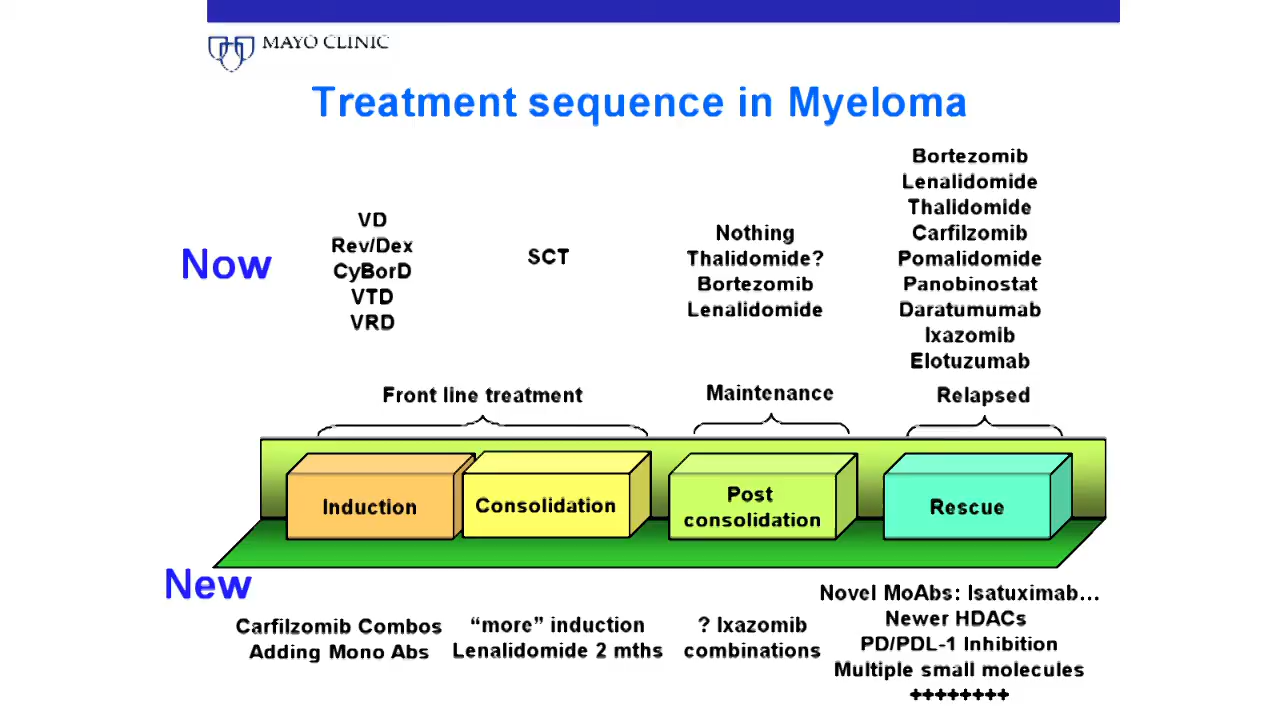 MAYO CLINIC
Treatment sequence in Myeloma
Now
VD
Rev/Dex
CyBorD
VTD
VRD
SCT
Nothing
Thalidomide?
Bortezomib
Lenalidomide
Bortezomib
Lenalidomide
Thalidomide
Carfilzomib
Pomalidomide
Panobinostat
Daratumumab
Ixazomib
Elotuzumab
Front line treatment
Maintenance
Relapsed
Induction
Consolidation
Post
consolidation
Rescue
New
Carfilzomib Combos
Adding Mono Abs
“more” induction
Lenalidomide 2 mths
? Ixazomib
combinations
Novel MoAbs: Isatuximab…
Newer HDACs
PD/PDL-1 Inhibition
Multiple small molecules
++++++++